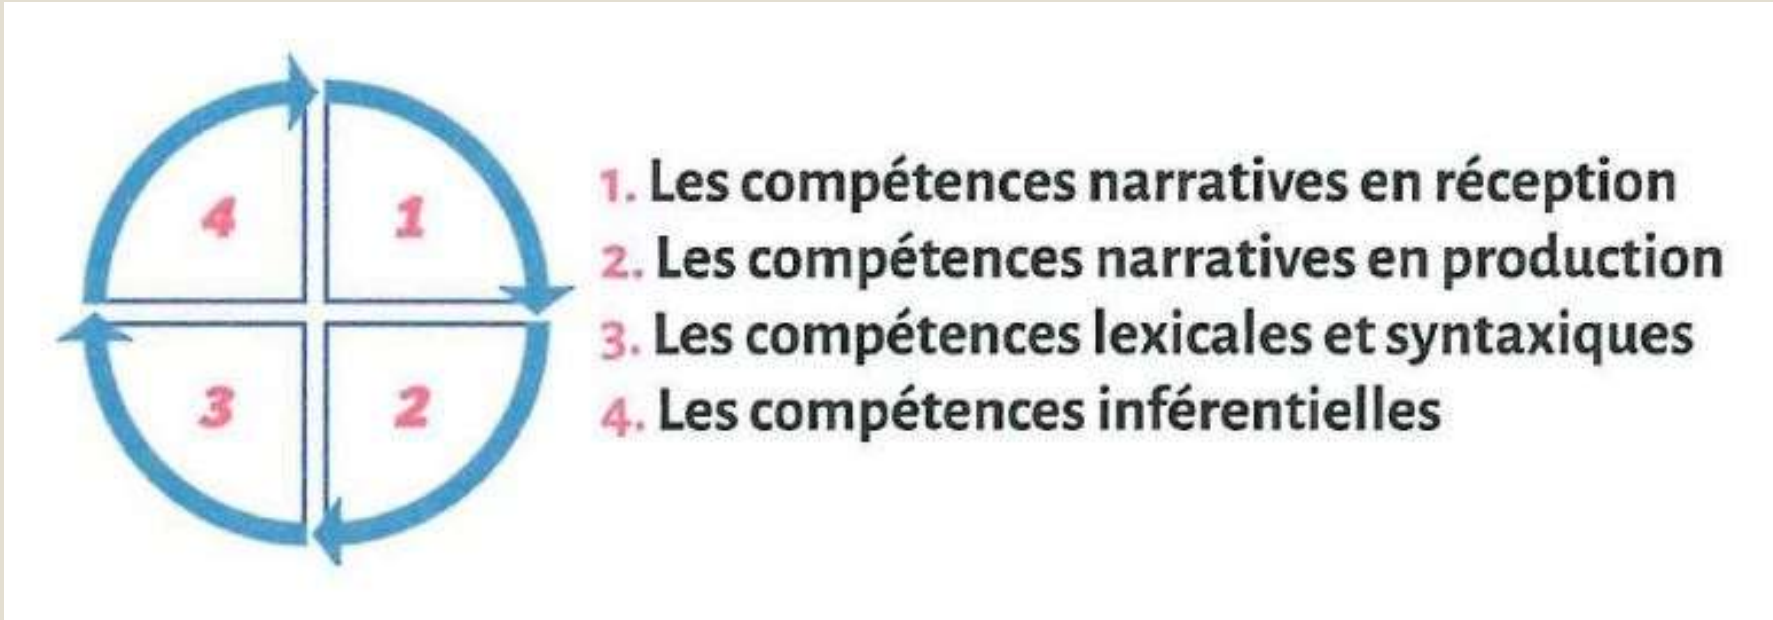 4
1
3
2
1. Les compétences narratives en réception
2. Les compétences narratives en production
3. Les compétences lexicales et syntaxiques
4. Les compétences inférentielles